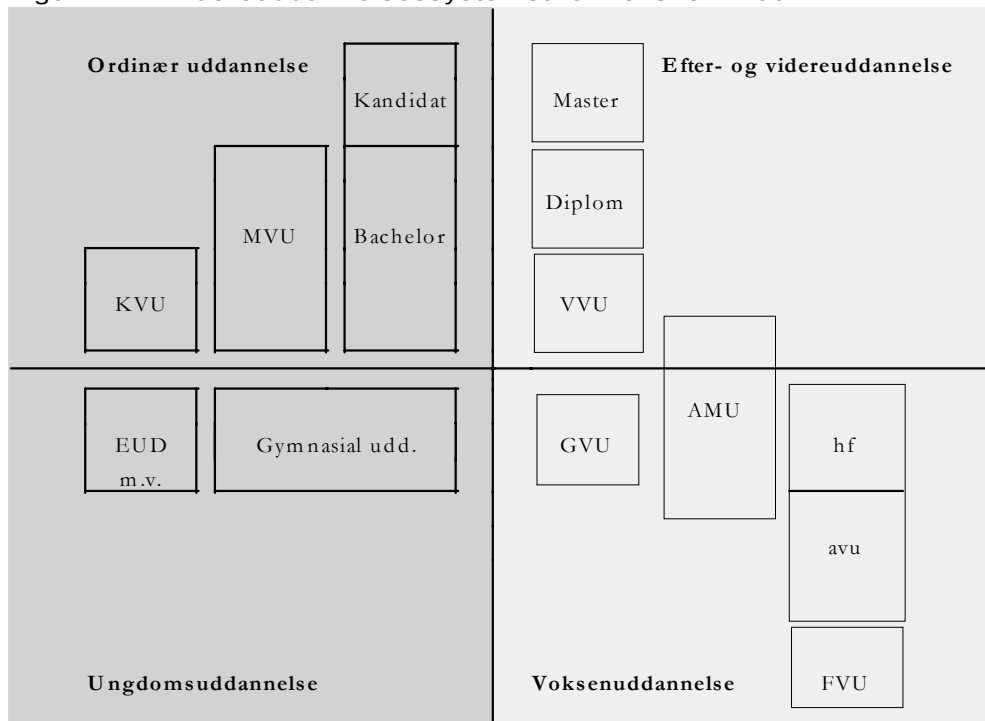 Ordinær uddannelse
Efter- og videreuddannelse
Kandidat
Master
Diplom
MVU
Bachelor
KVU
VVU
AMU
EUD
m.v.
Gymnasial udd.
GVU
hf
avu
Ungdomsuddannelse
Voksenuddannelse
FVU